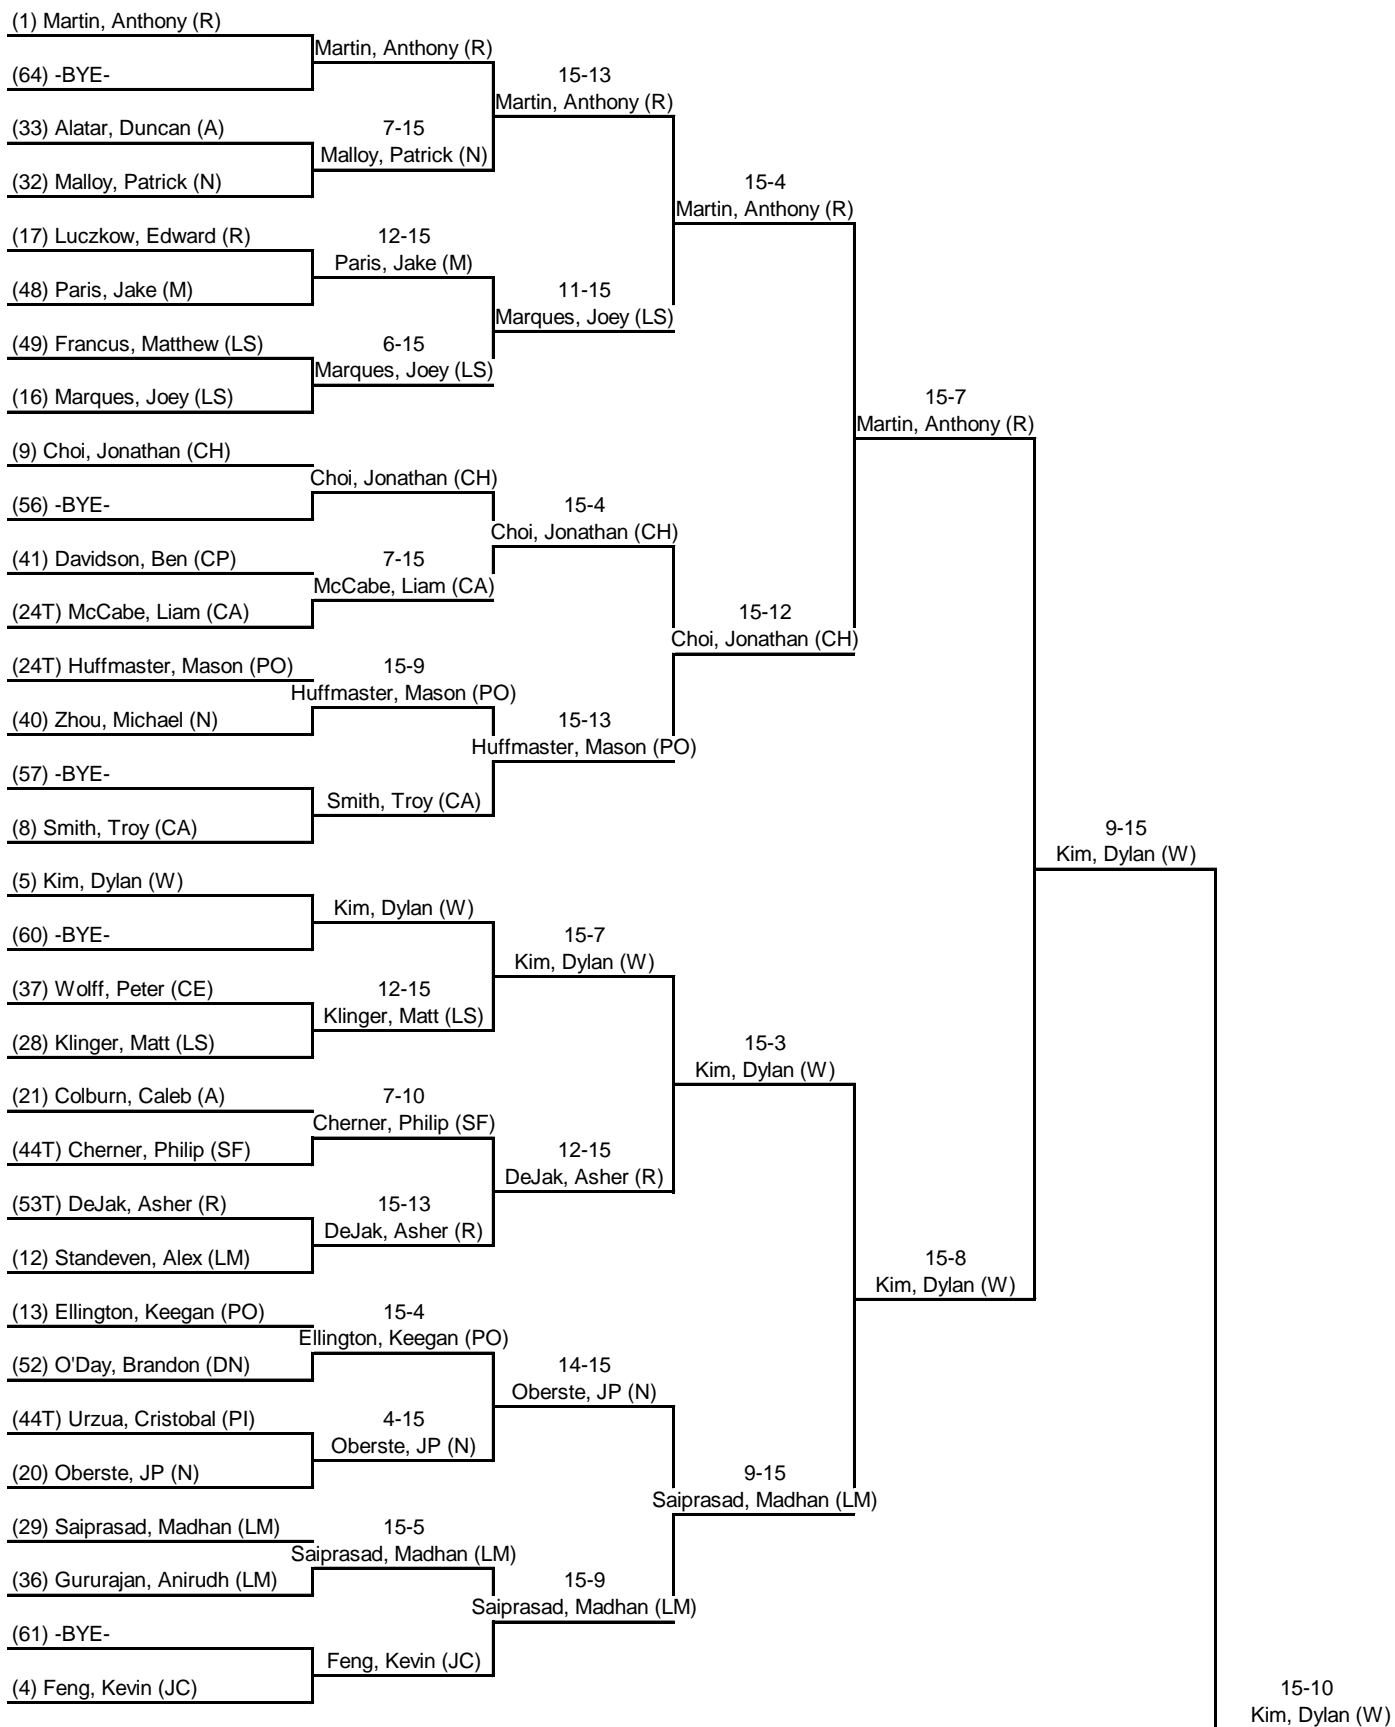 (1) Martin, Anthony (R)
Martin, Anthony (R)
(64) -BYE-
15-13
Martin, Anthony (R)
(33) Alatar, Duncan (A)
7-15
Malloy, Patrick (N)
(32) Malloy, Patrick (N)
15-4
Martin, Anthony (R)
(17) Luczkow, Edward (R)
12-15
Paris, Jake (M)
(48) Paris, Jake (M)
11-15
Marques, Joey (LS)
(49) Francus, Matthew (LS)
6-15
Marques, Joey (LS)
(16) Marques, Joey (LS)
15-7
Martin, Anthony (R)
(9) Choi, Jonathan (CH)
Choi, Jonathan (CH)
(56) -BYE-
15-4
Choi, Jonathan (CH)
(41) Davidson, Ben (CP)
7-15
McCabe, Liam (CA)
(24T) McCabe, Liam (CA)
15-12
Choi, Jonathan (CH)
(24T) Huffmaster, Mason (PO)
15-9
Huffmaster, Mason (PO)
(40) Zhou, Michael (N)
15-13
Huffmaster, Mason (PO)
(57) -BYE-
Smith, Troy (CA)
(8) Smith, Troy (CA)
9-15
Kim, Dylan (W)
(5) Kim, Dylan (W)
Kim, Dylan (W)
(60) -BYE-
15-7
Kim, Dylan (W)
(37) Wolff, Peter (CE)
12-15
Klinger, Matt (LS)
(28) Klinger, Matt (LS)
15-3
Kim, Dylan (W)
(21) Colburn, Caleb (A)
7-10
Cherner, Philip (SF)
(44T) Cherner, Philip (SF)
12-15
DeJak, Asher (R)
(53T) DeJak, Asher (R)
15-13
DeJak, Asher (R)
(12) Standeven, Alex (LM)
15-8
Kim, Dylan (W)
(13) Ellington, Keegan (PO)
15-4
Ellington, Keegan (PO)
(52) O'Day, Brandon (DN)
14-15
Oberste, JP (N)
(44T) Urzua, Cristobal (PI)
4-15
Oberste, JP (N)
(20) Oberste, JP (N)
9-15
Saiprasad, Madhan (LM)
(29) Saiprasad, Madhan (LM)
15-5
Saiprasad, Madhan (LM)
(36) Gururajan, Anirudh (LM)
15-9
Saiprasad, Madhan (LM)
(61) -BYE-
Feng, Kevin (JC)
(4) Feng, Kevin (JC)
15-10
Kim, Dylan (W)